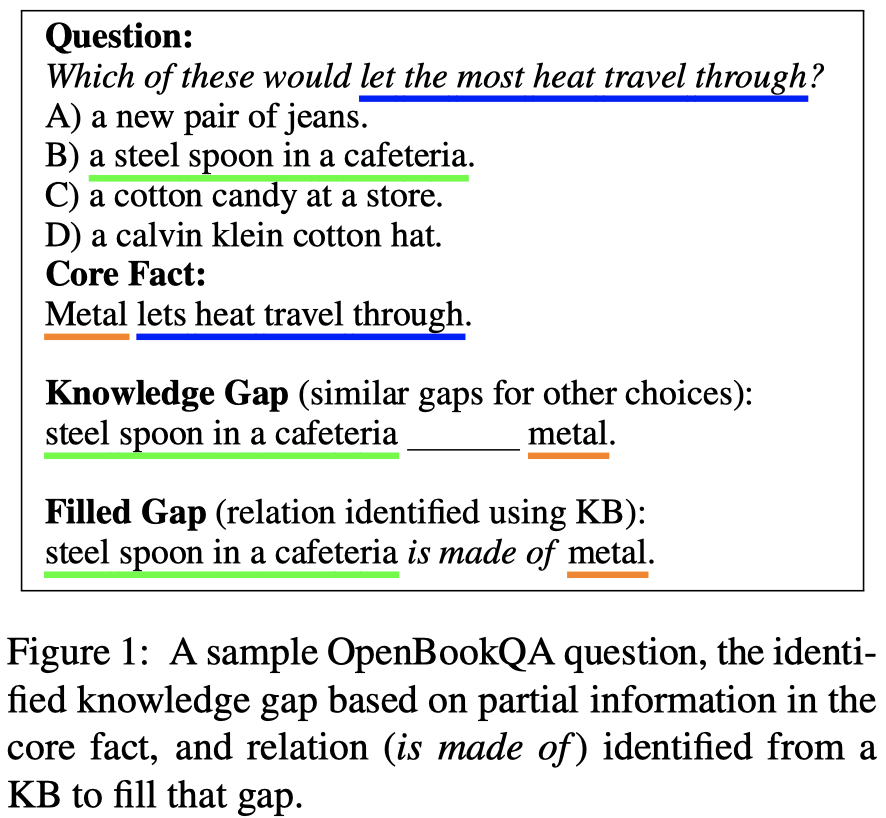 Question:
Which of these would let the most heat travel through?
A) a new pair of jeans.
B) a steel spoon in a cafeteria.
C) a cotton candy at a store.
D) a calvin klein cotton hat.
Core Fact:
Metal lets heat travel through.
Knowledge Gap (similar gaps for other choices):
steel spoon in a cafeteria ______ metal.
Filled Gap (relation identified using KB):
steel spoon in a cafeteria is made of metal.
Figure 1: A sample OpenBookQA question, the identi-
fied knowledge gap based on partial information in the
core fact, and relation (is made of) identified from a
KB to fill that gap.